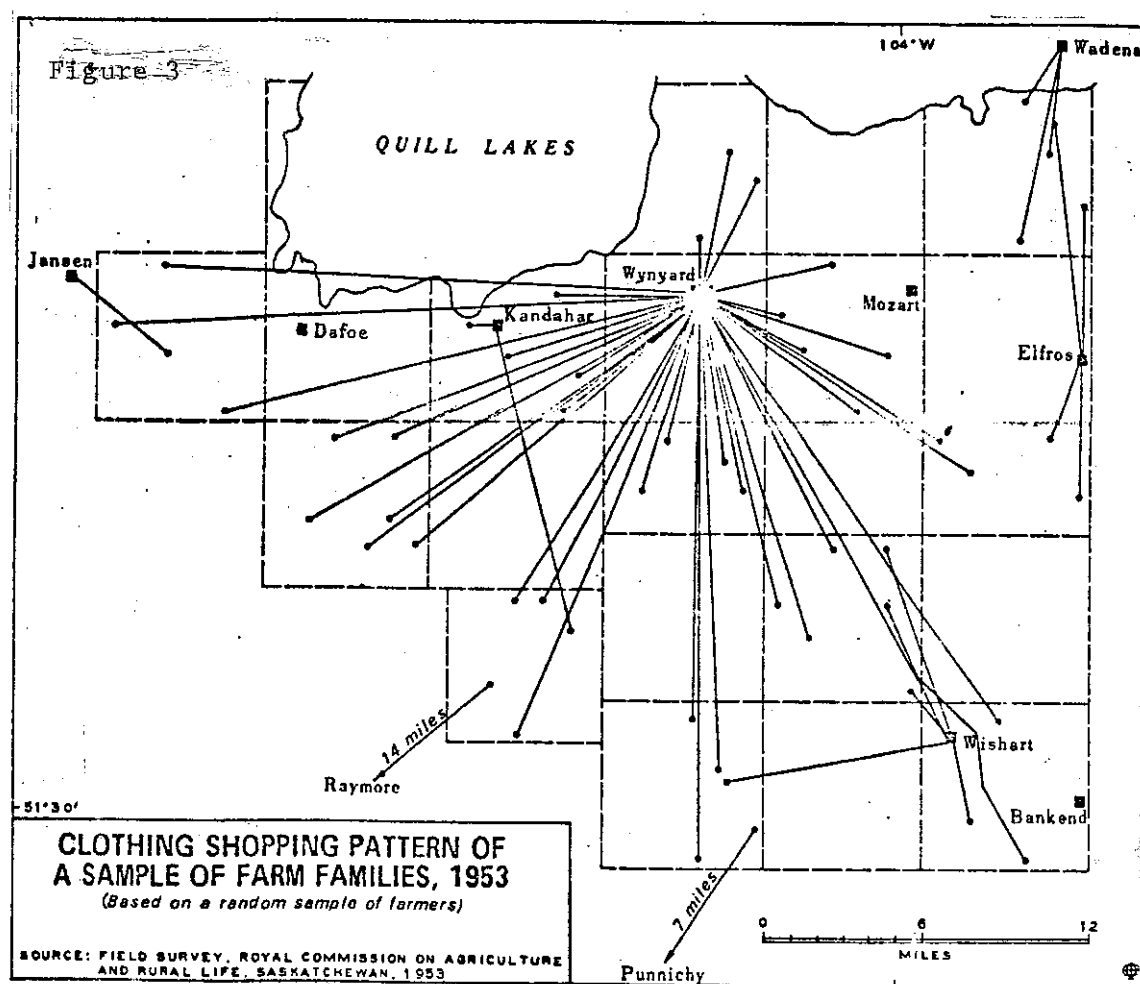 Figure 3
104°W
Wadena
QUILL LAKES
Jansen
Wynyard
Mozart
Kandahar
Dafoe
Elfros
14 miles
Wishart
Raymore
Bankend
51°30'
CLOTHING SHOPPING PATTERN OF
A SAMPLE OF FARM FAMILIES, 1953
(Based on a random sample of farmers)
7 miles
0 6 12
MILES
SOURCE: FIELD SURVEY, ROYAL COMMISSION ON AGRICULTURE
AND RURAL LIFE, SASKATCHEWAN, 1953
Punnichy